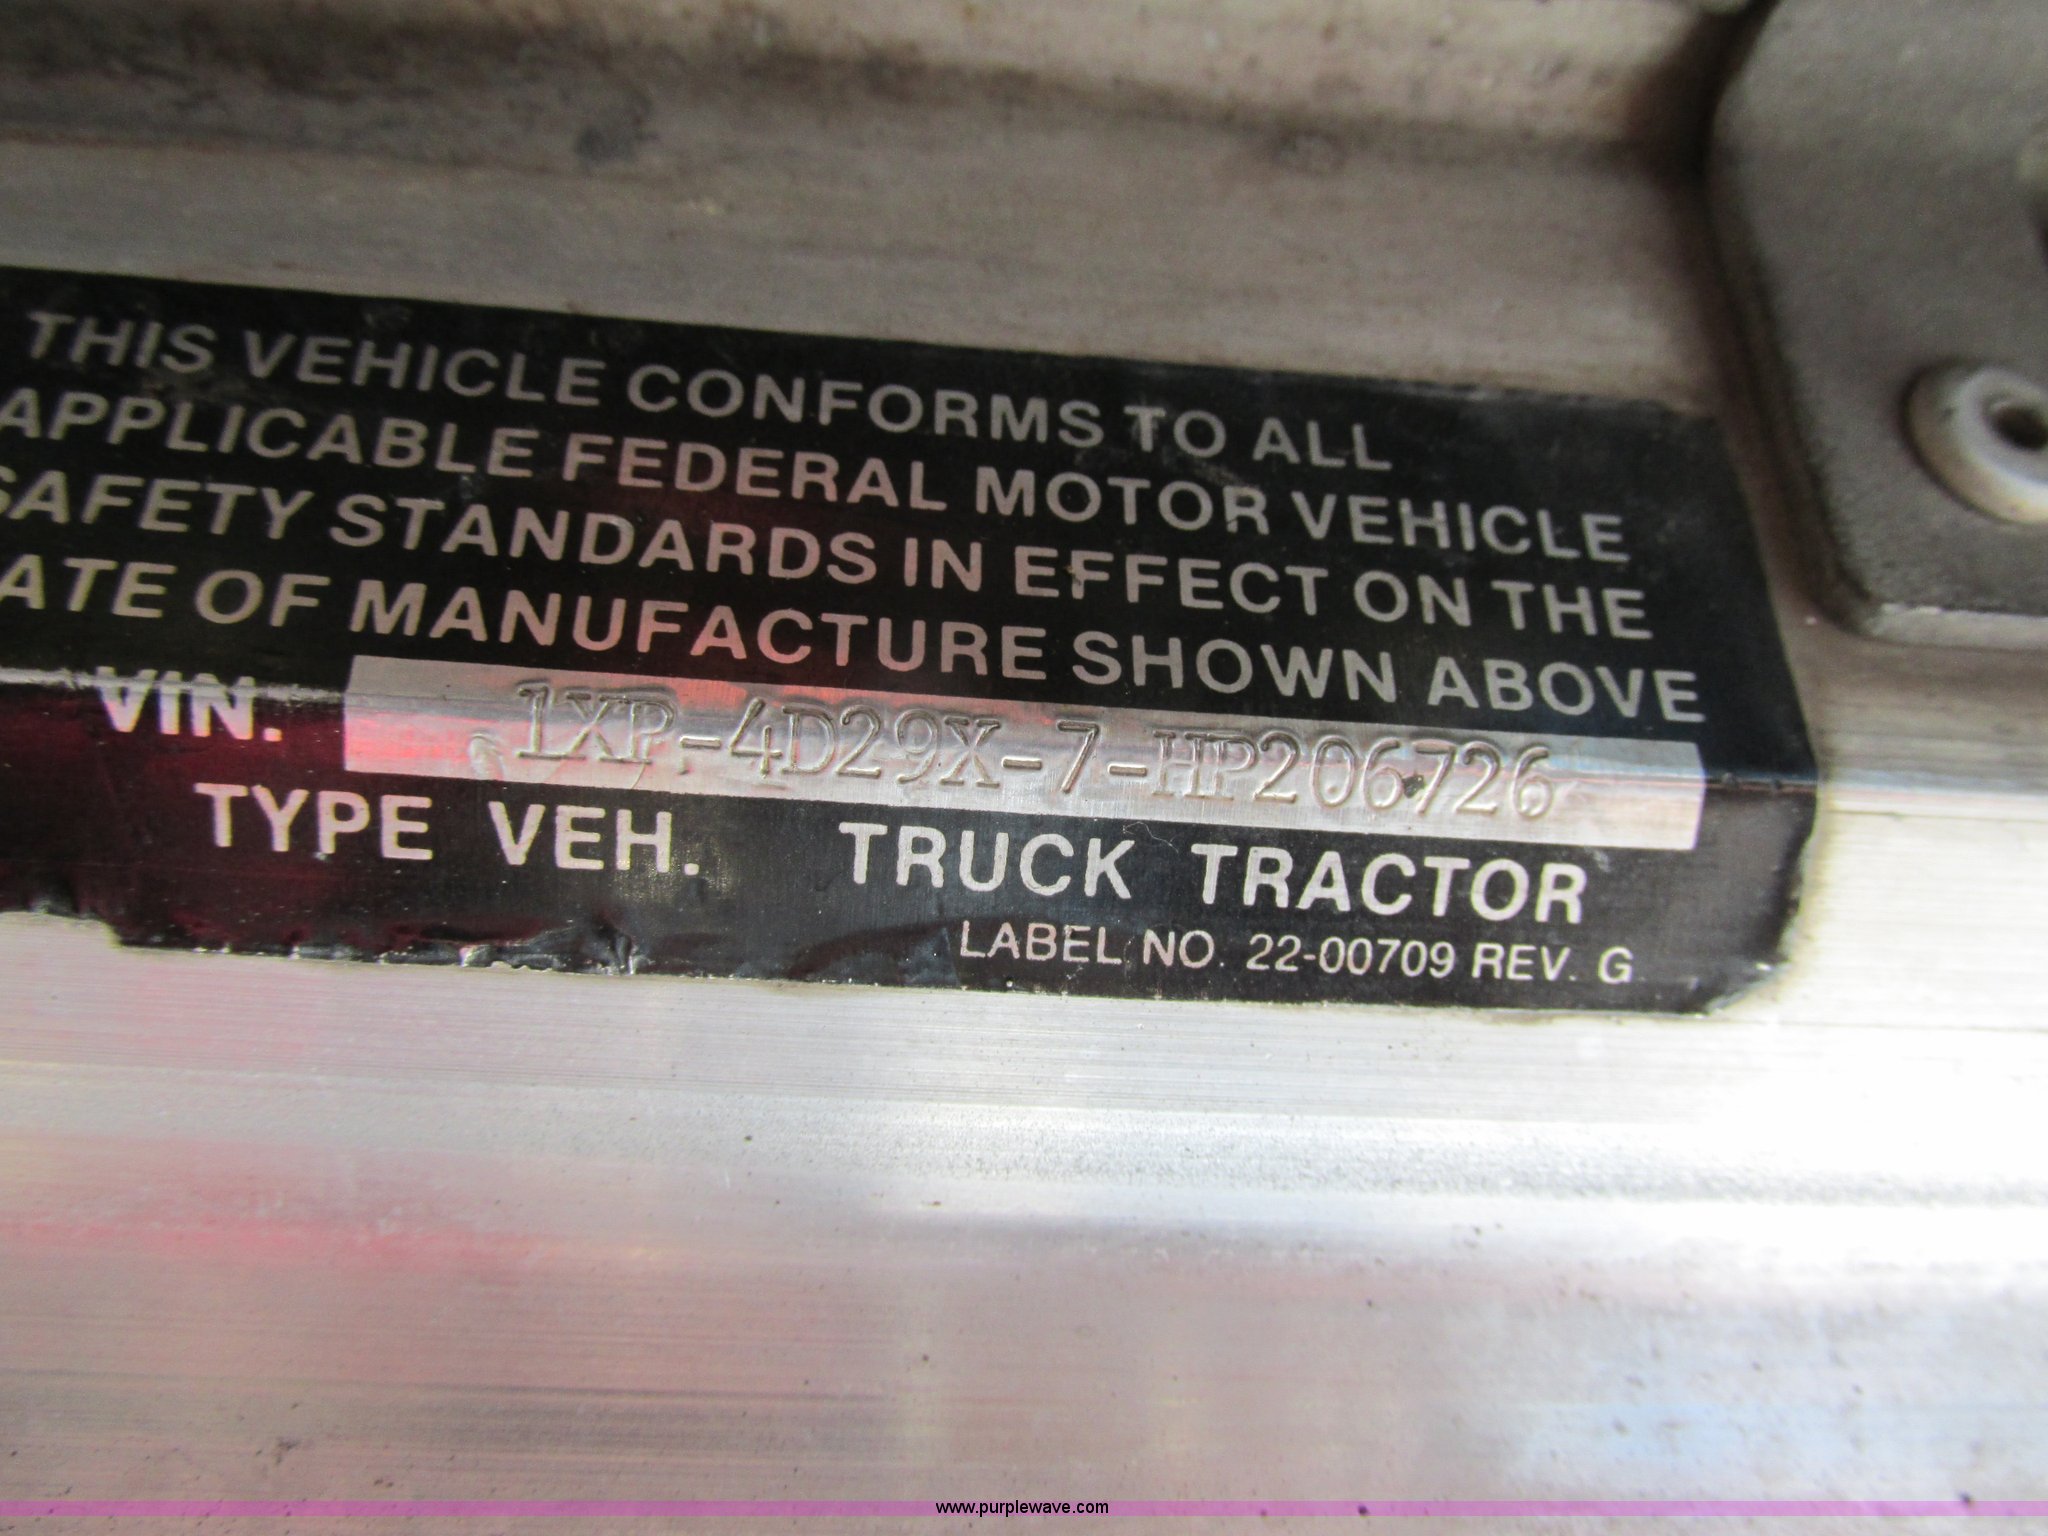 THIS VEHICLE CONFORMS TO ALL
APPLICABLE FEDERAL MOTOR VEHICLE
SAFETY STANDARDS IN EFFECT ON THE
ATE OF MANUFACTURE SHOWN ABOVE
VIN. 1XP-4D29X-7-HP206726
TYPE VEH. TRUCK TRACTOR
LABEL NO. 22-00709 REV. G
www.purplewave.com